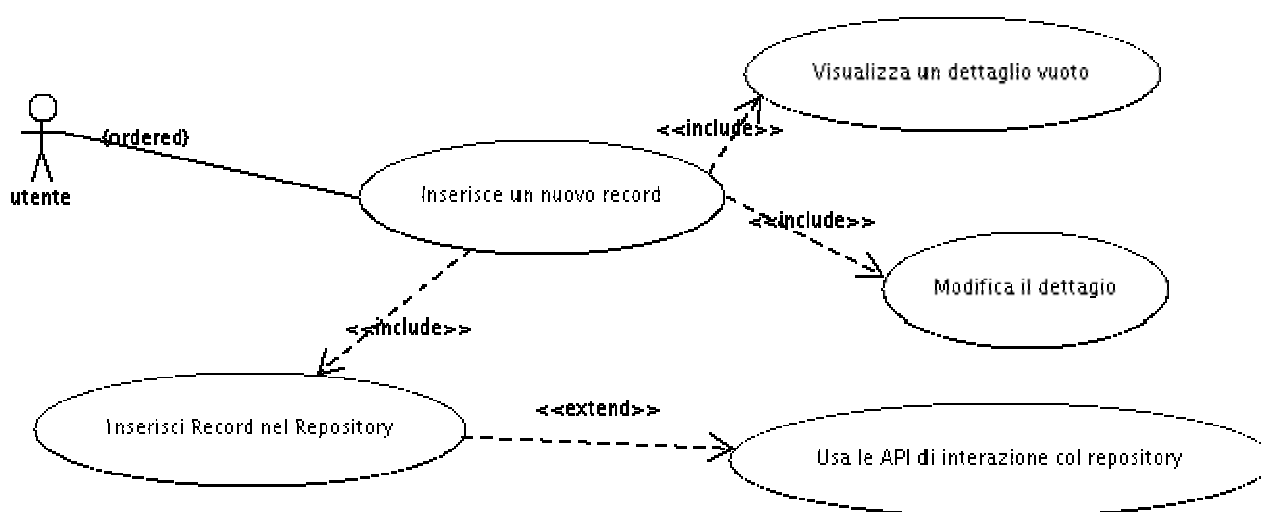 Visualizza un dettaglio vuoto
<<include>>
{ordered}
utente
Inserisce un nuovo record
<<include>>
Modifica il dettagio
<<include>>
<<extend>>
Inserisci Record nel Repository
Usa le API di interazione col repository